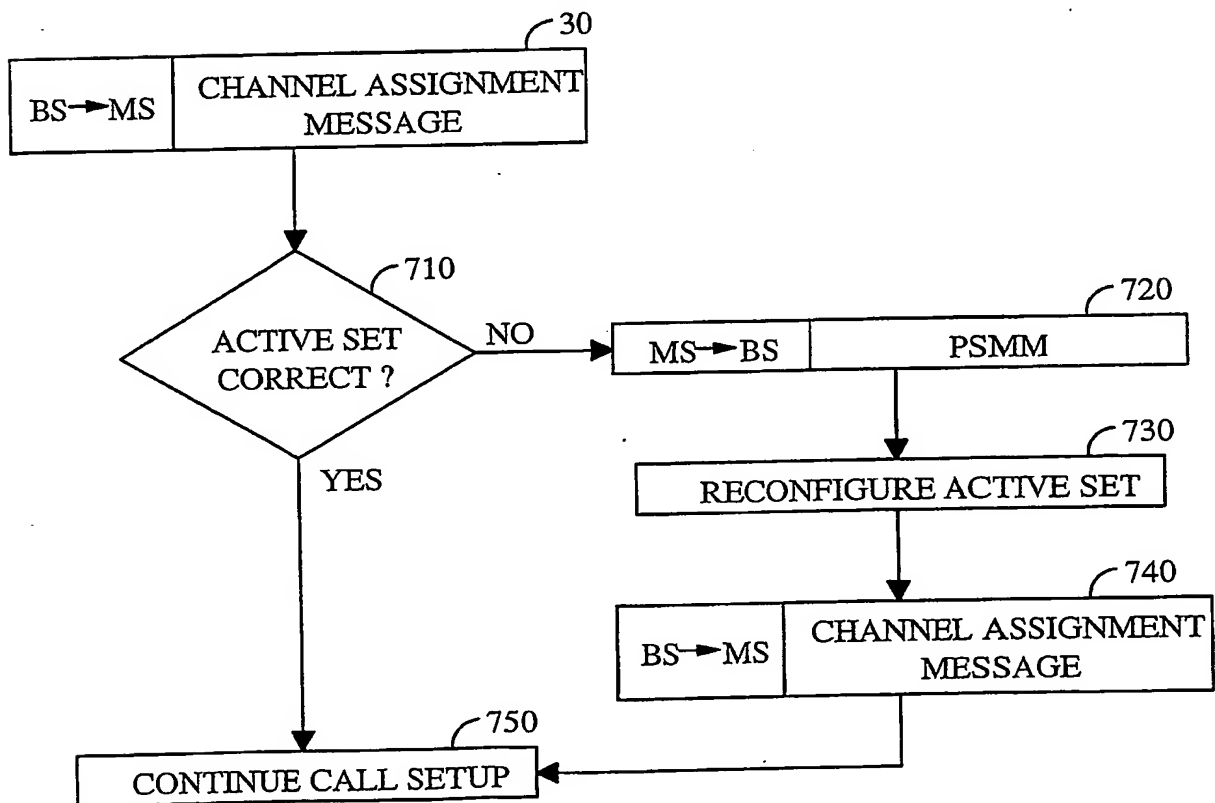 30
BS→MS
CHANNEL ASSIGNMENT
MESSAGE
710
ACTIVE SET
CORRECT ?
NO
YES
720
MS→BS
PSMM
730
RECONFIGURE ACTIVE SET
740
BS→MS
CHANNEL ASSIGNMENT
MESSAGE
750
CONTINUE CALL SETUP